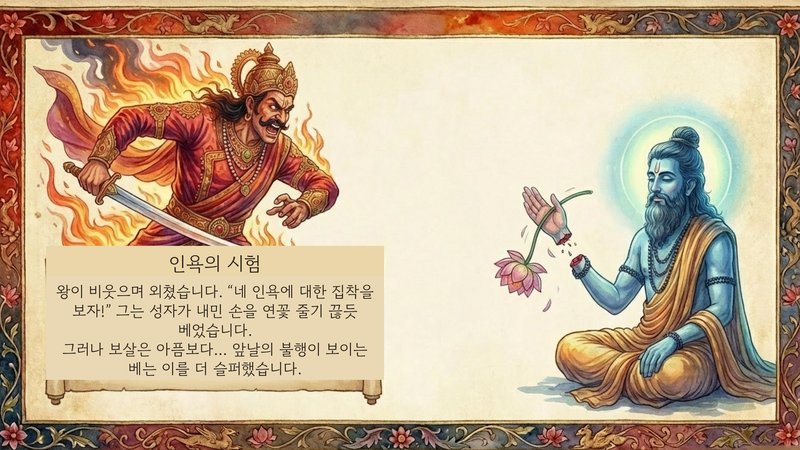 인욕의 시험
왕이 비웃으며 외쳤습니다. “네 인욕에 대한 집착을
보자!” 그는 성자가 내민 손을 연꽃 줄기 끊듯
베었습니다.
그러나 보살은 아픔보다... 앞날의 불행이 보이는
베는 이를 더 슬퍼했습니다.